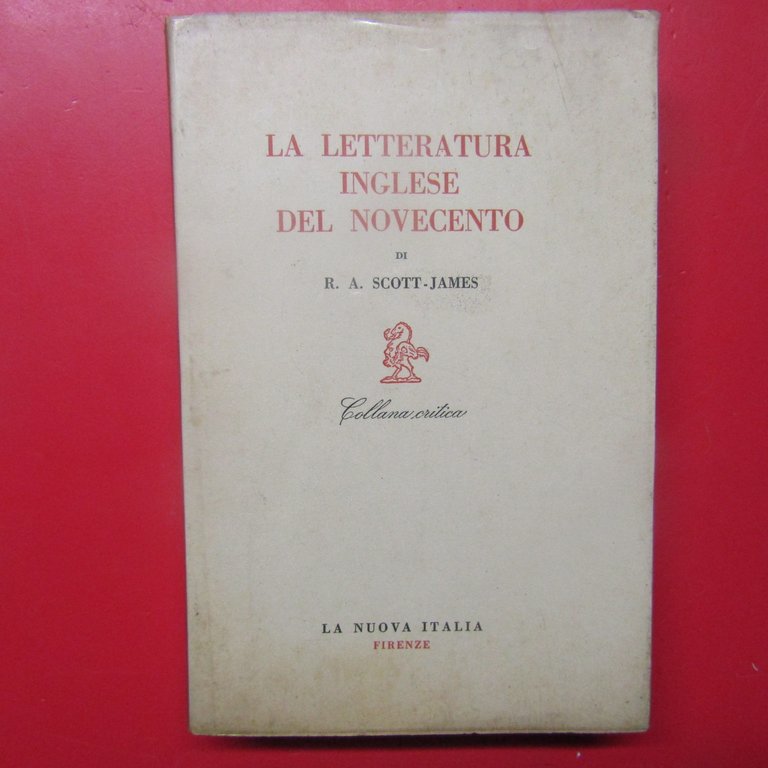 LA LETTERATURA
INGLESE
DEL NOVECENTO
DI
R. A. SCOTT-JAMES
Collana critica
LA NUOVA ITALIA
FIRENZE